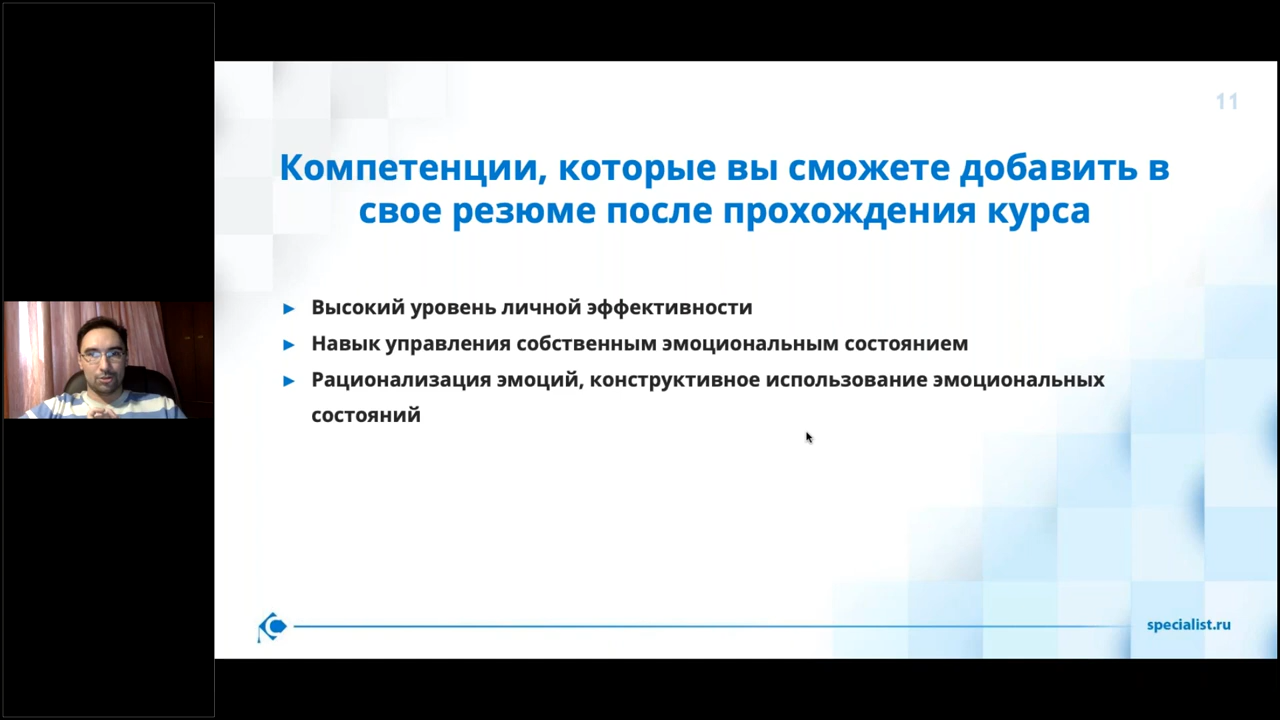 11
Компетенции, которые вы сможете добавить в
свое резюме после прохождения курса
► Высокий уровень личной эффективности
► Навык управления собственным эмоциональным состоянием
► Рационализация эмоций, конструктивное использование эмоциональных
состояний
specialist.ru